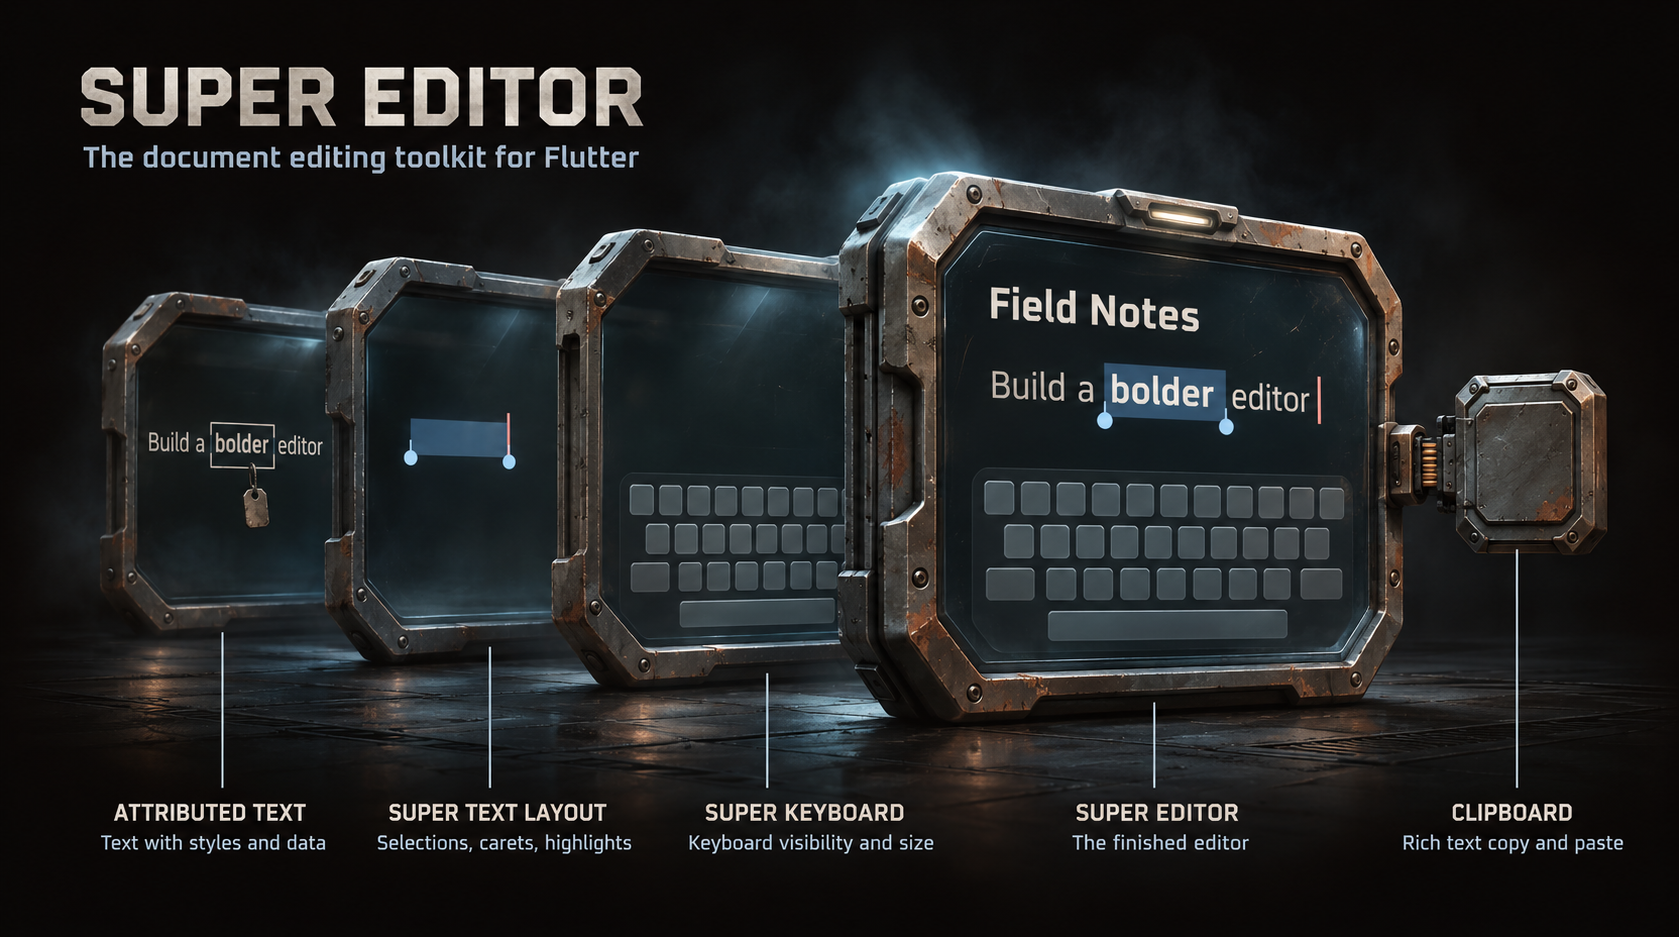 SUPER EDITOR
The document editing toolkit for Flutter
Build a bolder editor
Field Notes
Build a bolder editor
ATTRIBUTED TEXT
Text with styles and data
SUPER TEXT LAYOUT
Selections, carets, highlights
SUPER KEYBOARD
Keyboard visibility and size
SUPER EDITOR
The finished editor
CLIPBOARD
Rich text copy and paste